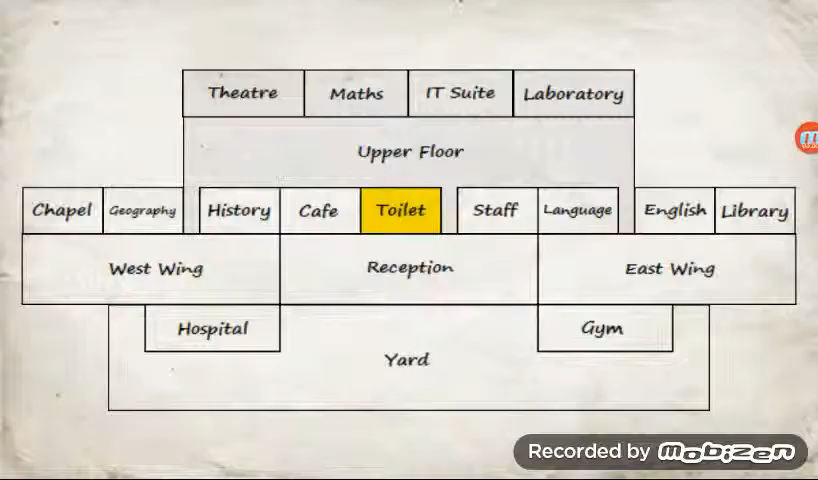 Theatre Maths IT Suite Laboratory
Upper Floor
Chapel Geography History Cafe Toilet Staff Language English Library
West Wing Reception East Wing
Hospital Gym
Yard
Recorded by mobizen